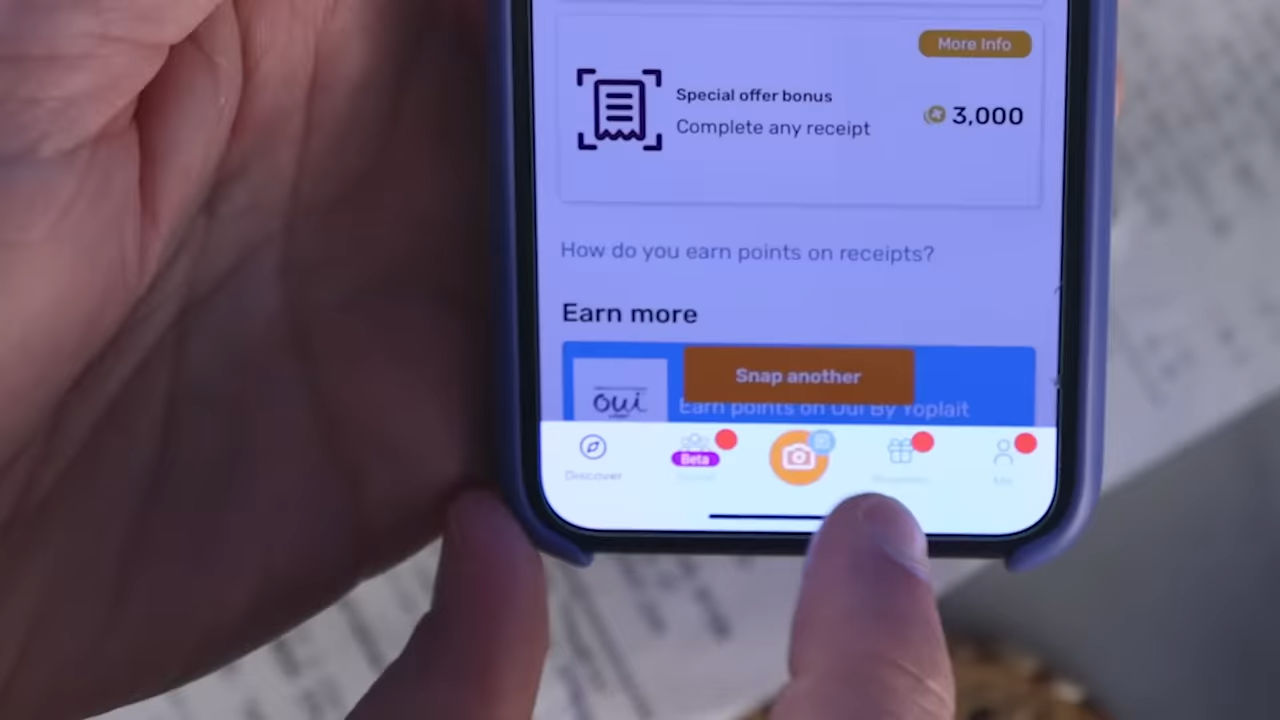 More Info
Special offer bonus
Complete any receipt
3,000
How do you earn points on receipts?
Earn more
Snap another
oui
Earn points on Oui By Yoplait
Beta
Discover
Me